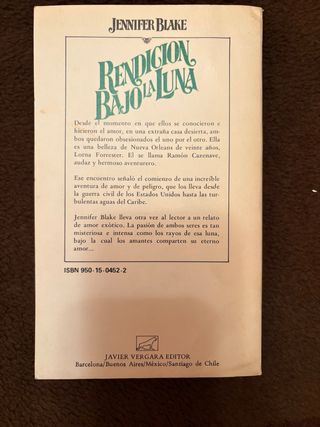 JENNIFER BLAKE
RENDICION
BAJO LA LUNA
Desde el momento en que ellos se conocieron e
hicieron el amor, en una extraña casa desierta, am-
bos quedaron obsesionados el uno por el otro. Ella
es una belleza de Nueva Orleans de veinte años,
Lorna Forrester. El se llama Ramón Cazenave,
audaz y hermoso aventurero.
Ese encuentro señaló el comienzo de una increíble
aventura de amor y de peligro, que los lleva desde
la guerra civil de los Estados Unidos hasta las tur-
bulentas aguas del Caribe.
Jennifer Blake lleva otra vez al lector a un relato
de amor exótico. La pasión de ambos seres es tan
misteriosa e intensa como los rayos de esa luna,
bajo la cual los amantes comparten su eterno
amor...
ISBN 950-15-0452-2
JAVIER VERGARA EDITOR
Barcelona/Buenos Aires/México/Santiago de Chile